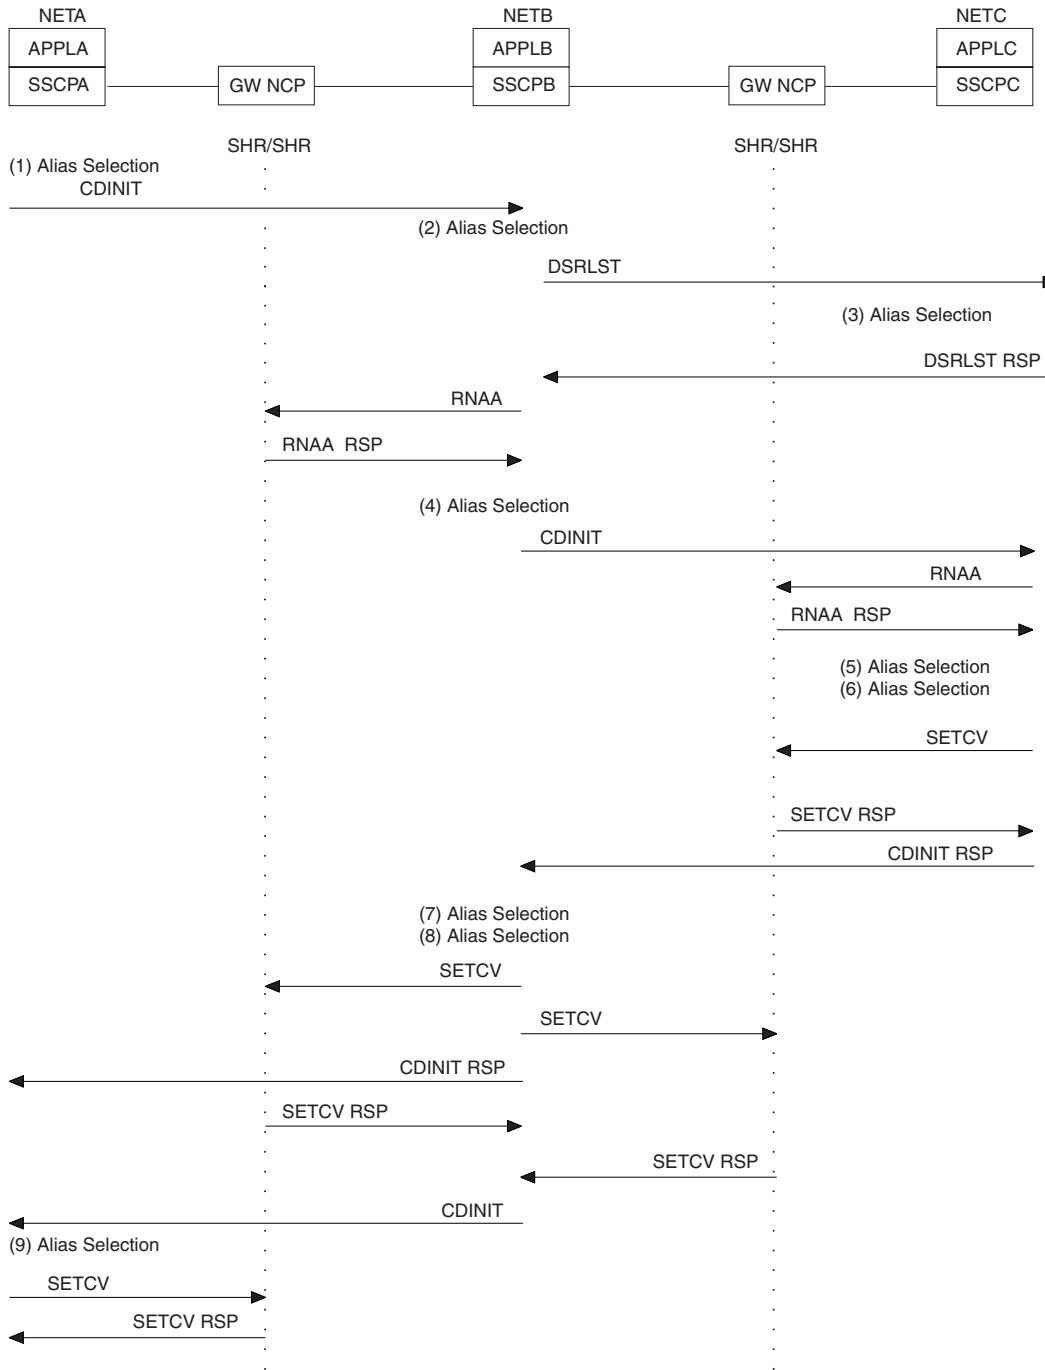 NETA
NETB
NETC
APPLA
APPLB
APPLC
SSCPA
GW NCP
SSCPB
GW NCP
SSCPC
SHR/SHR
SHR/SHR
(1) Alias Selection
CDINIT
(2) Alias Selection
DSRLST
(3) Alias Selection
DSRLST RSP
RNAA
RNAA RSP
(4) Alias Selection
CDINIT
RNAA
RNAA RSP
(5) Alias Selection
(6) Alias Selection
SETCV
SETCV RSP
CDINIT RSP
(7) Alias Selection
(8) Alias Selection
SETCV
SETCV
CDINIT RSP
SETCV RSP
SETCV RSP
CDINIT
(9) Alias Selection
SETCV
SETCV RSP